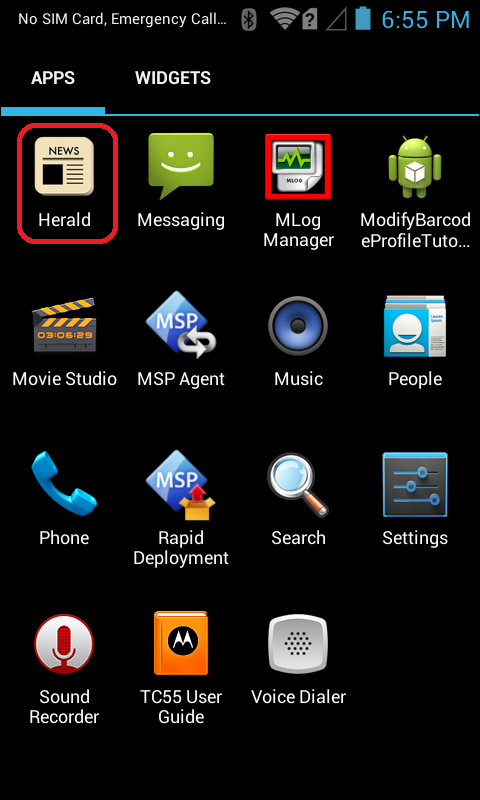 No SIM Card, Emergency Call...
6:55 PM
APPS
WIDGETS
NEWS
Herald
Messaging
MLOG
MLog
Manager
ModifyBarcod
eProfileTuto...
03:06:29
Movie Studio
MSP
MSP Agent
Music
People
Phone
MSP
Rapid
Deployment
Search
Settings
Sound
Recorder
TC55 User
Guide
Voice Dialer